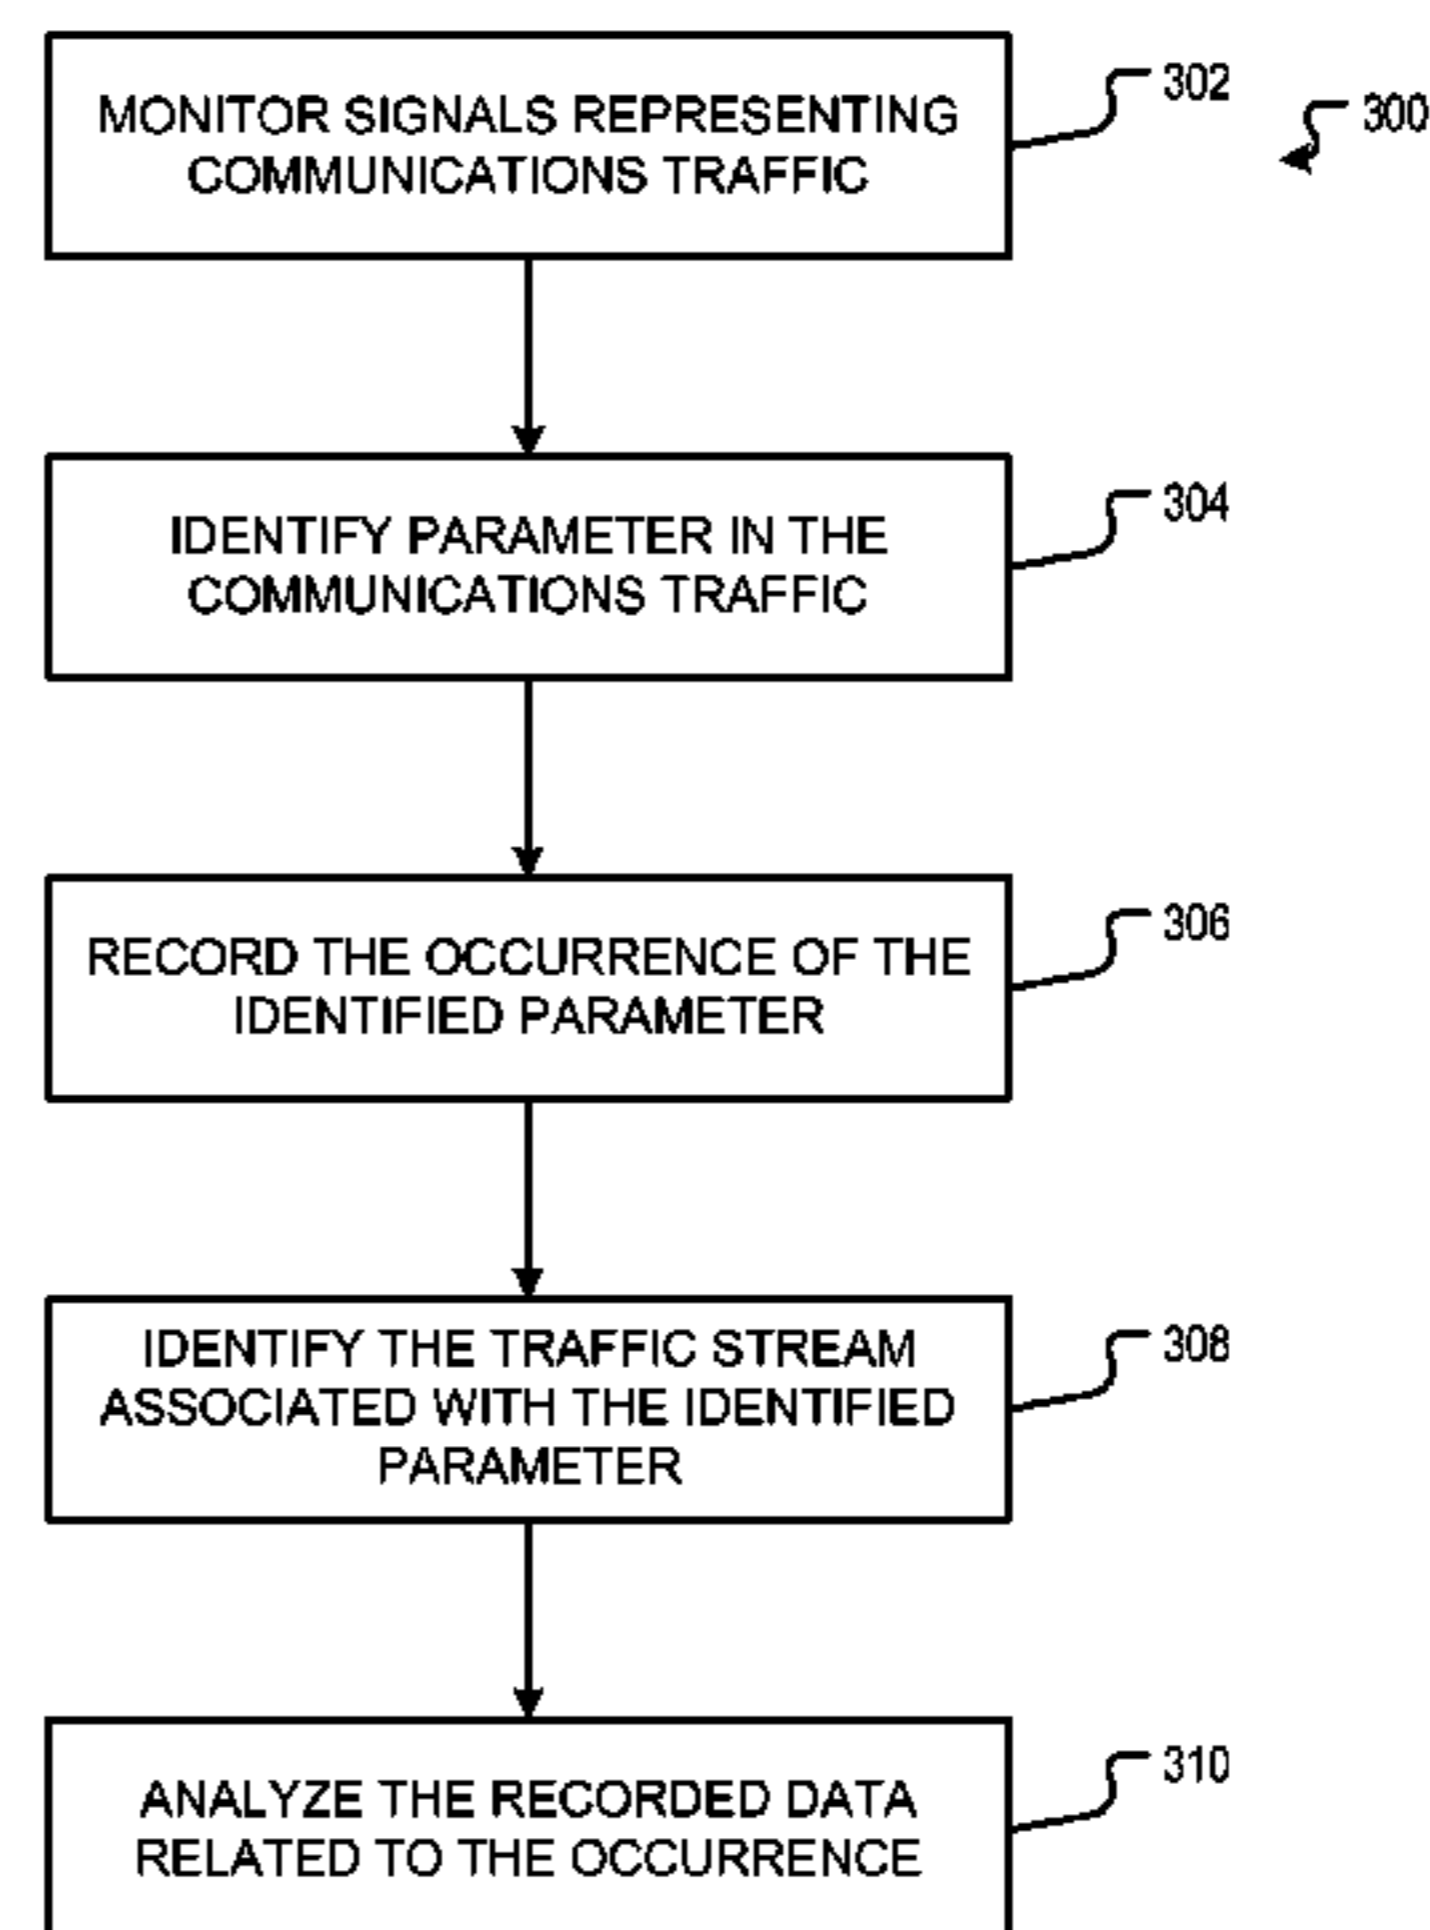 MONITOR SIGNALS REPRESENTING
COMMUNICATIONS TRAFFIC
302
300
IDENTIFY PARAMETER IN THE
COMMUNICATIONS TRAFFIC
304
RECORD THE OCCURRENCE OF THE
IDENTIFIED PARAMETER
306
IDENTIFY THE TRAFFIC STREAM
ASSOCIATED WITH THE IDENTIFIED
PARAMETER
308
ANALYZE THE RECORDED DATA
RELATED TO THE OCCURRENCE
310